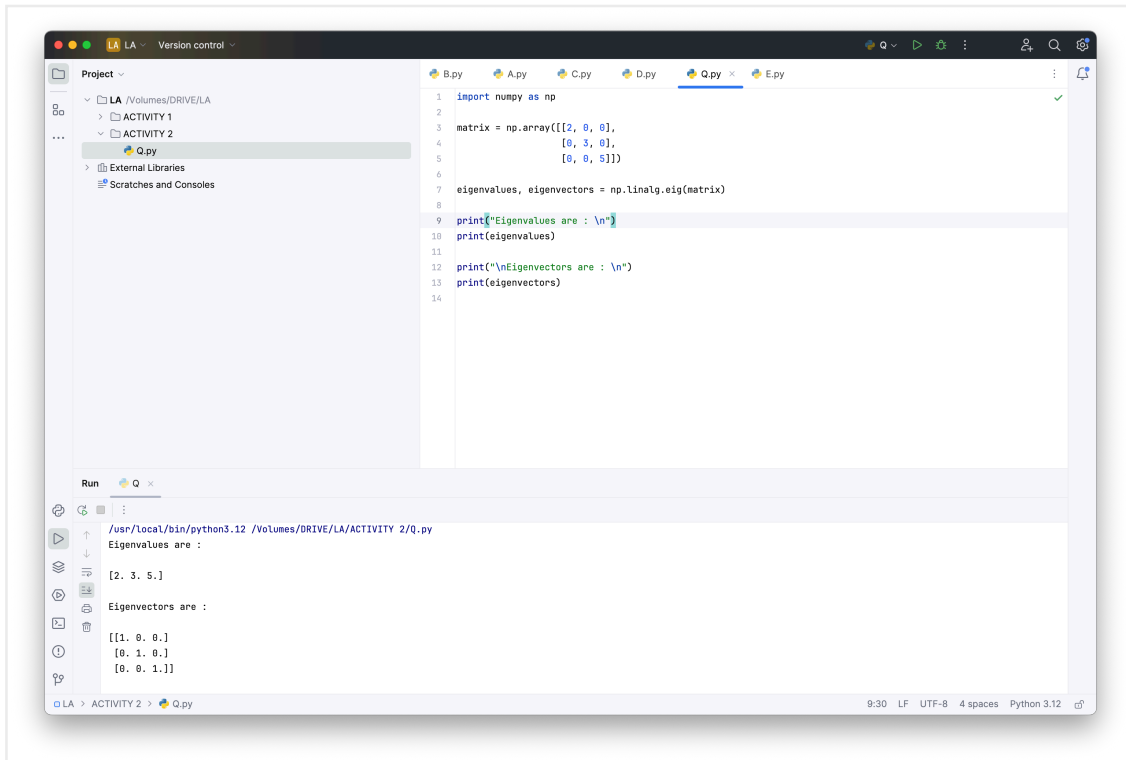 LA LA Version control Q
Project
B.py A.py C.py D.py Q.py E.py
LA /Volumes/DRIVE/LA
ACTIVITY 1
ACTIVITY 2
Q.py
External Libraries
Scratches and Consoles
1 import numpy as np
2
3 matrix = np.array([[2, 0, 0],
4 [0, 3, 0],
5 [0, 0, 5]])
6
7 eigenvalues, eigenvectors = np.linalg.eig(matrix)
8
9 print("Eigenvalues are : \n")
10 print(eigenvalues)
11
12 print("\nEigenvectors are : \n")
13 print(eigenvectors)
14
Run Q
/usr/local/bin/python3.12 /Volumes/DRIVE/LA/ACTIVITY 2/Q.py
Eigenvalues are :
[2. 3. 5.]
Eigenvectors are :
[[1. 0. 0.]
[0. 1. 0.]
[0. 0. 1.]]
LA > ACTIVITY 2 > Q.py 9:30 LF UTF-8 4 spaces Python 3.12